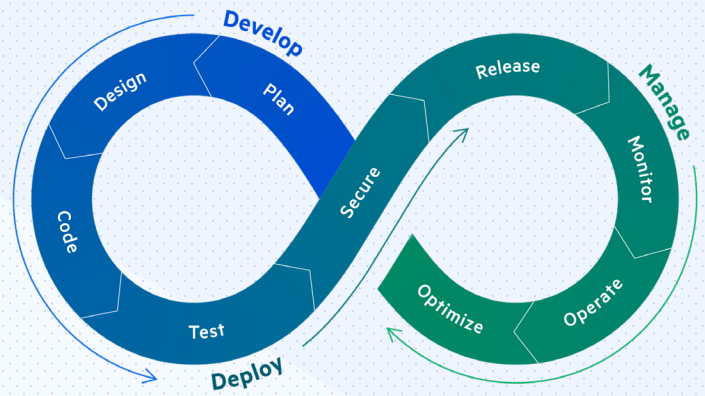 Develop
Plan
Design
Code
Test
Deploy
Secure
Release
Manage
Monitor
Operate
Optimize